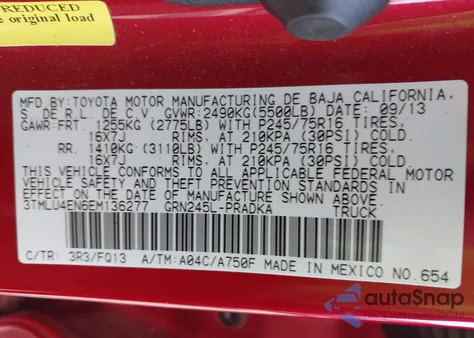 REDUCED
original load
MFD.BY:TOYOTA MOTOR MANUFACTURING DE BAJA CALIFORNIA,
S. DE R.L. DE C.V. GVWR:2490KG(5500LB) DATE: 09/13
GAWR:FRT. 1255KG (2775LB) WITH P245/75R16 TIRES,
16X7J RIMS, AT 210KPA (30PSI) COLD.
RR. 1410KG (3110LB) WITH P245/75R16 TIRES,
16X7J RIMS, AT 210KPA (30PSI) COLD.
THIS VEHICLE CONFORMS TO ALL APPLICABLE FEDERAL MOTOR
VEHICLE SAFETY AND THEFT PREVENTION STANDARDS IN
EFFECT ON THE DATE OF MANUFACTURE SHOWN ABOVE.
3TMLU4EN6EM136277 GRN245L-PRADKA TRUCK
C/TR: 3R3/FQ13 A/TM:A04C/A750F MADE IN MEXICO NO.654
autoSnap